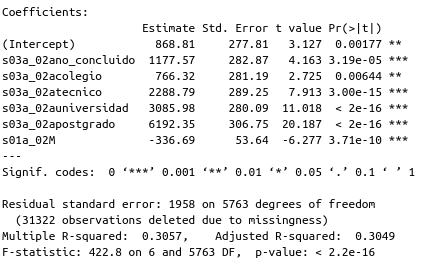 Coefficients:
Estimate Std. Error t value Pr(>|t|)
(Intercept) 868.81 277.81 3.127 0.00177 **
s03a_02ano_concluido 1177.57 282.87 4.163 3.19e-05 ***
s03a_02acolegio 766.32 281.19 2.725 0.00644 **
s03a_02atecnico 2288.79 289.25 7.913 3.00e-15 ***
s03a_02auniversidad 3085.98 280.09 11.018 < 2e-16 ***
s03a_02apostgrado 6192.35 306.75 20.187 < 2e-16 ***
s01a_02M -336.69 53.64 -6.277 3.71e-10 ***
---
Signif. codes: 0 ‘***’ 0.001 ‘**’ 0.01 ‘*’ 0.05 ‘.’ 0.1 ‘ ’ 1
Residual standard error: 1958 on 5763 degrees of freedom
(31322 observations deleted due to missingness)
Multiple R-squared: 0.3057, Adjusted R-squared: 0.3049
F-statistic: 422.8 on 6 and 5763 DF, p-value: < 2.2e-16